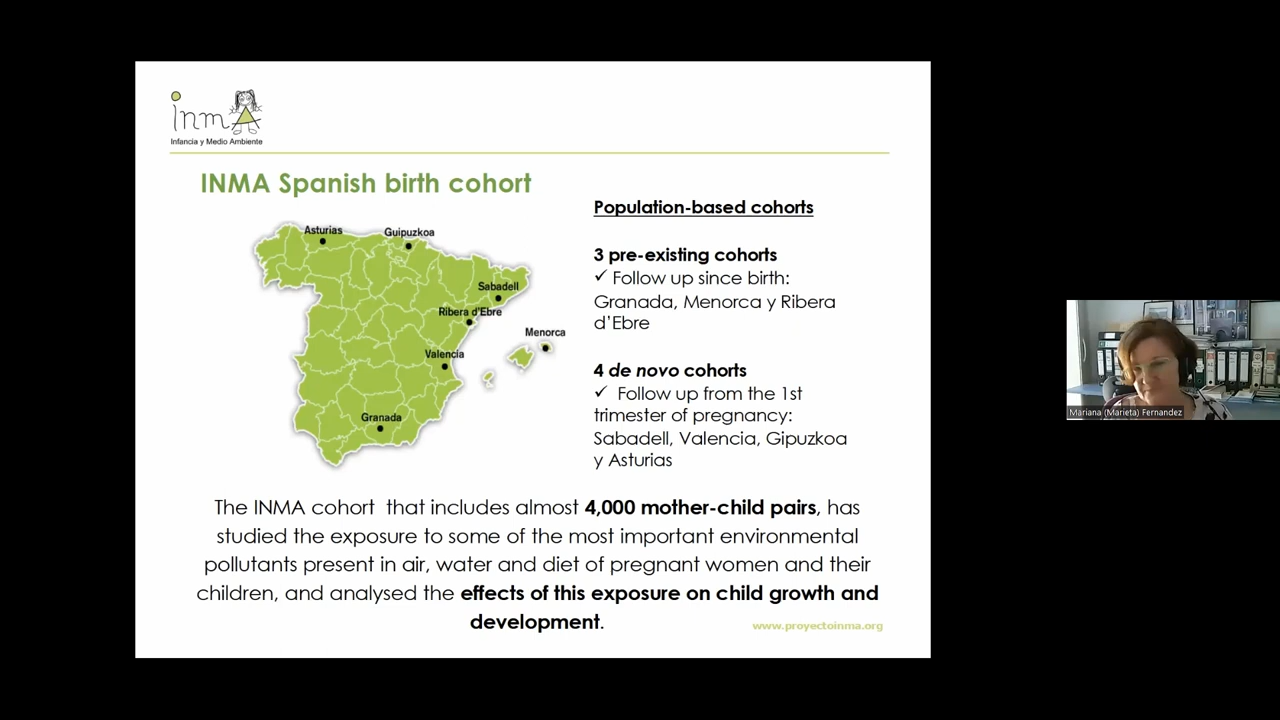 inmA
Infancia y Medio Ambiente
INMA Spanish birth cohort
Asturias
Guipuzkoa
Sabadell
Ribera d'Ebre
Menorca
Valencia
Granada
Population-based cohorts
3 pre-existing cohorts
✓ Follow up since birth:
Granada, Menorca y Ribera
d'Ebre
4 de novo cohorts
✓ Follow up from the 1st
trimester of pregnancy:
Sabadell, Valencia, Gipuzkoa
y Asturias
The INMA cohort that includes almost 4,000 mother-child pairs, has
studied the exposure to some of the most important environmental
pollutants present in air, water and diet of pregnant women and their
children, and analysed the effects of this exposure on child growth and
development.
www.proyectoinma.org
Mariana (Marieta) Fernandez